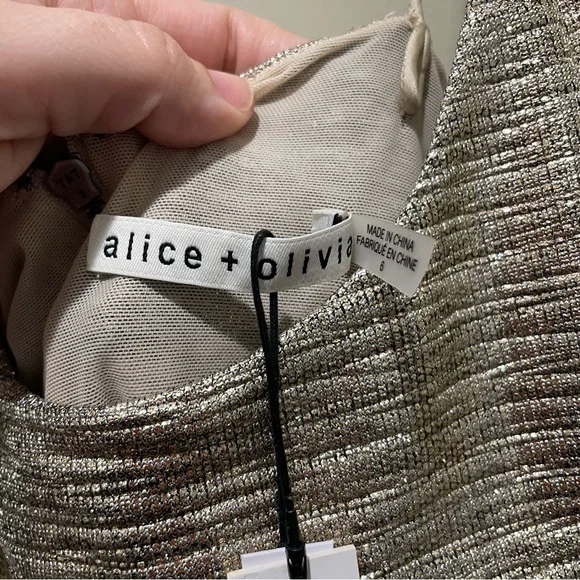 alice + olivia
MADE IN CHINA
FABRIQUÉ EN CHINE
6